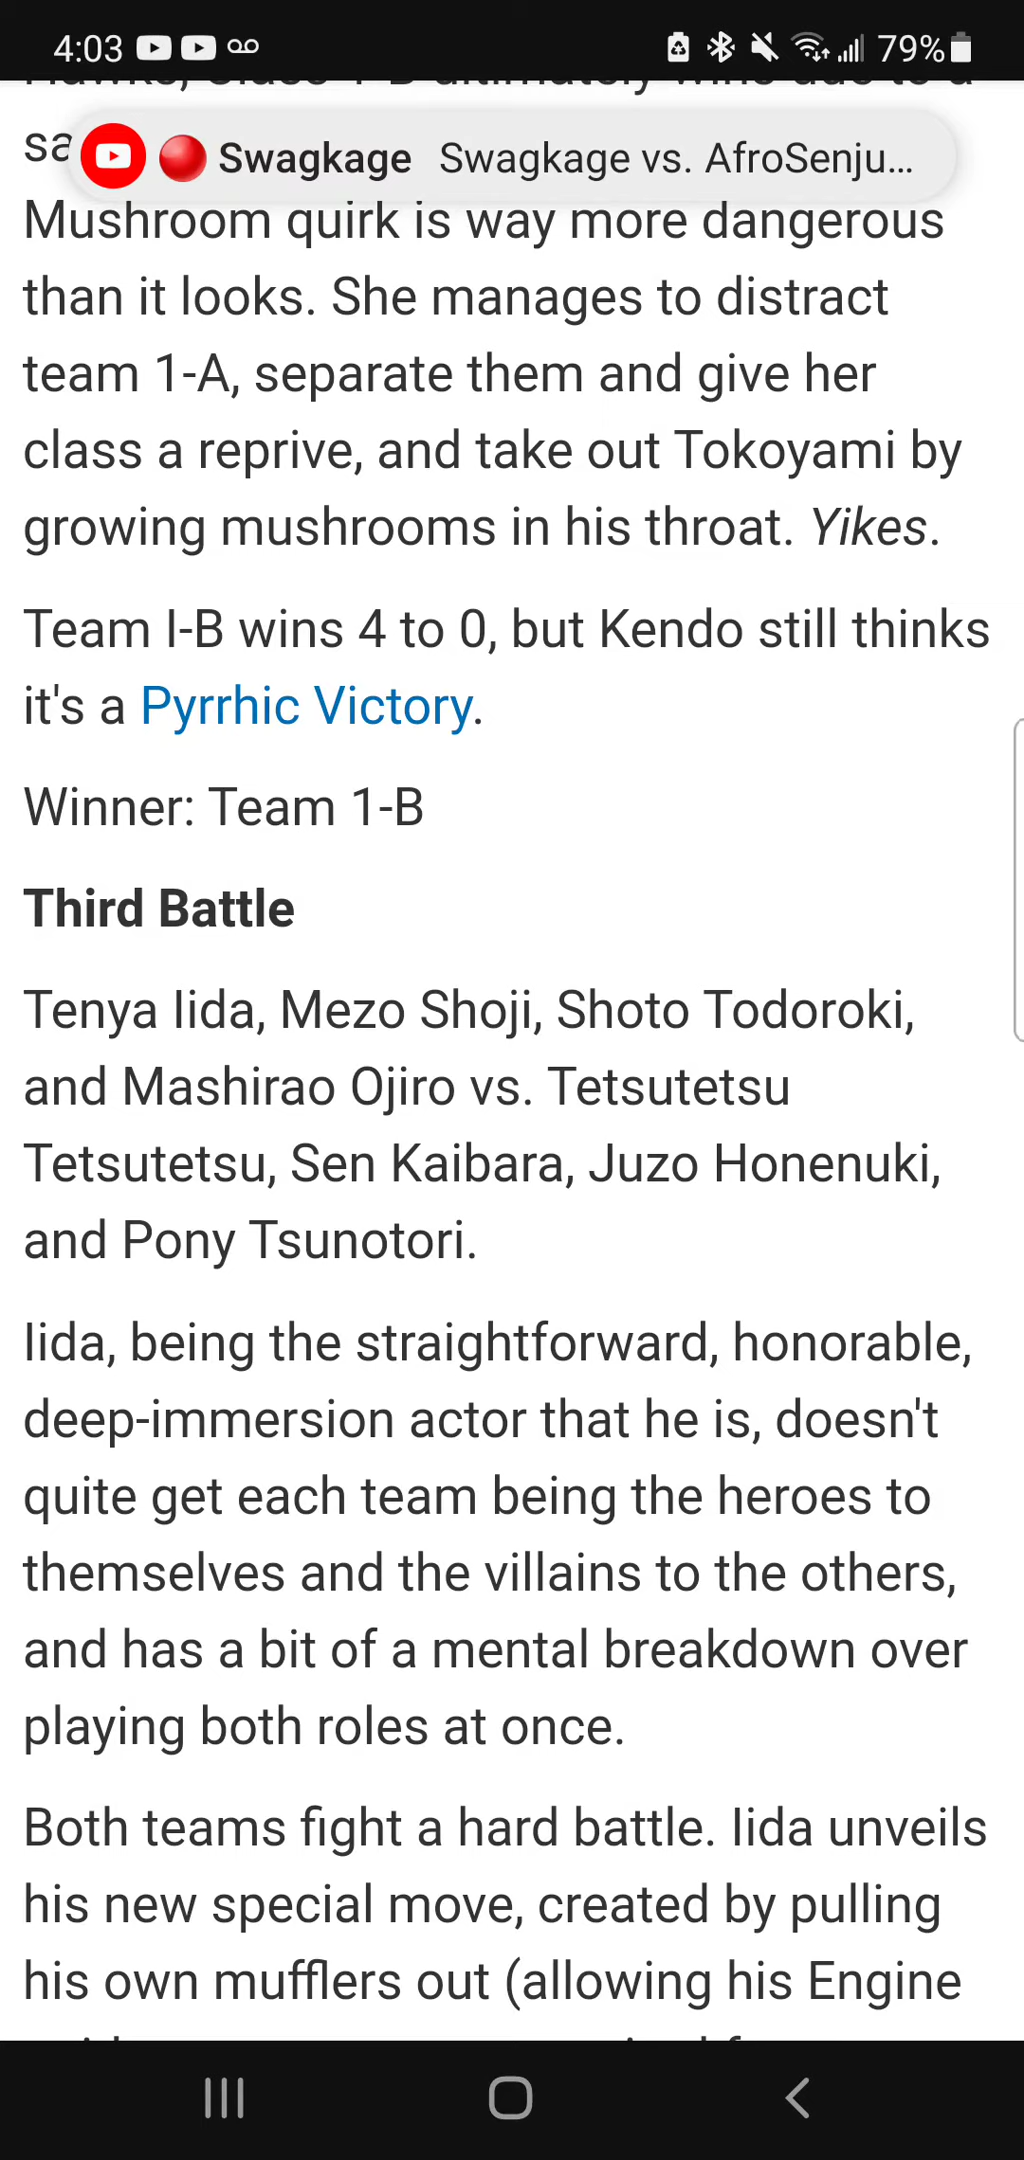 4:03 79%
Swagkage Swagkage vs. AfroSenju...
Mushroom quirk is way more dangerous
than it looks. She manages to distract
team 1-A, separate them and give her
class a reprive, and take out Tokoyami by
growing mushrooms in his throat. Yikes.
Team I-B wins 4 to 0, but Kendo still thinks
it's a Pyrrhic Victory.
Winner: Team 1-B
Third Battle
Tenya Iida, Mezo Shoji, Shoto Todoroki,
and Mashirao Ojiro vs. Tetsutetsu
Tetsutetsu, Sen Kaibara, Juzo Honenuki,
and Pony Tsunotori.
Iida, being the straightforward, honorable,
deep-immersion actor that he is, doesn't
quite get each team being the heroes to
themselves and the villains to the others,
and has a bit of a mental breakdown over
playing both roles at once.
Both teams fight a hard battle. Iida unveils
his new special move, created by pulling
his own mufflers out (allowing his Engine